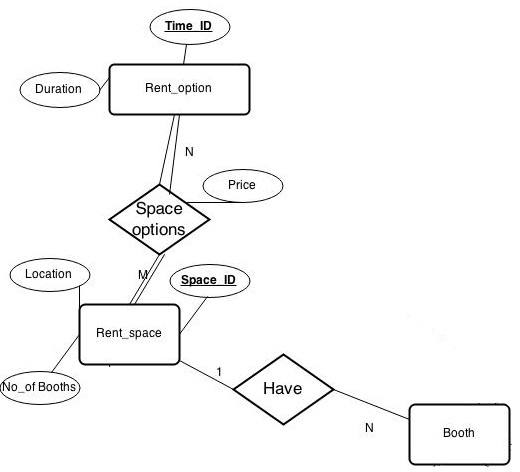 Time_ID
Duration
Rent_option
N
Price
Space
options
M
Location
Space_ID
Rent_space
No_of Booths
1
Have
N
Booth